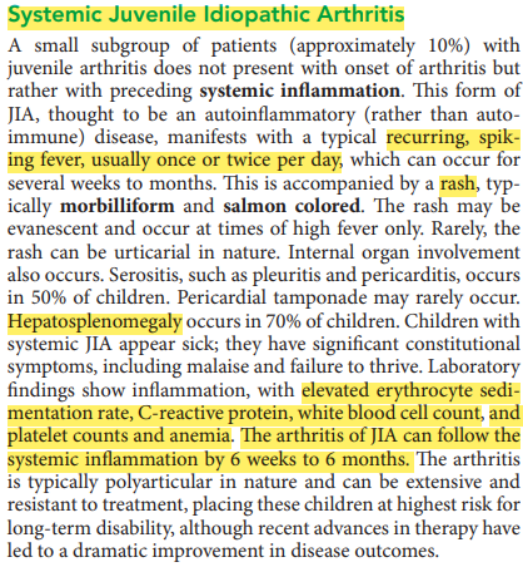 Systemic Juvenile Idiopathic Arthritis
A small subgroup of patients (approximately 10%) with
juvenile arthritis does not present with onset of arthritis but
rather with preceding systemic inflammation. This form of
JIA, thought to be an autoinflammatory (rather than auto-
immune) disease, manifests with a typical recurring, spik-
ing fever, usually once or twice per day, which can occur for
several weeks to months. This is accompanied by a rash, typ-
ically morbilliform and salmon colored. The rash may be
evanescent and occur at times of high fever only. Rarely, the
rash can be urticarial in nature. Internal organ involvement
also occurs. Serositis, such as pleuritis and pericarditis, occurs
in 50% of children. Pericardial tamponade may rarely occur.
Hepatosplenomegaly occurs in 70% of children. Children with
systemic JIA appear sick; they have significant constitutional
symptoms, including malaise and failure to thrive. Laboratory
findings show inflammation, with elevated erythrocyte sedi-
mentation rate, C-reactive protein, white blood cell count, and
platelet counts and anemia. The arthritis of JIA can follow the
systemic inflammation by 6 weeks to 6 months. The arthritis
is typically polyarticular in nature and can be extensive and
resistant to treatment, placing these children at highest risk for
long-term disability, although recent advances in therapy have
led to a dramatic improvement in disease outcomes.